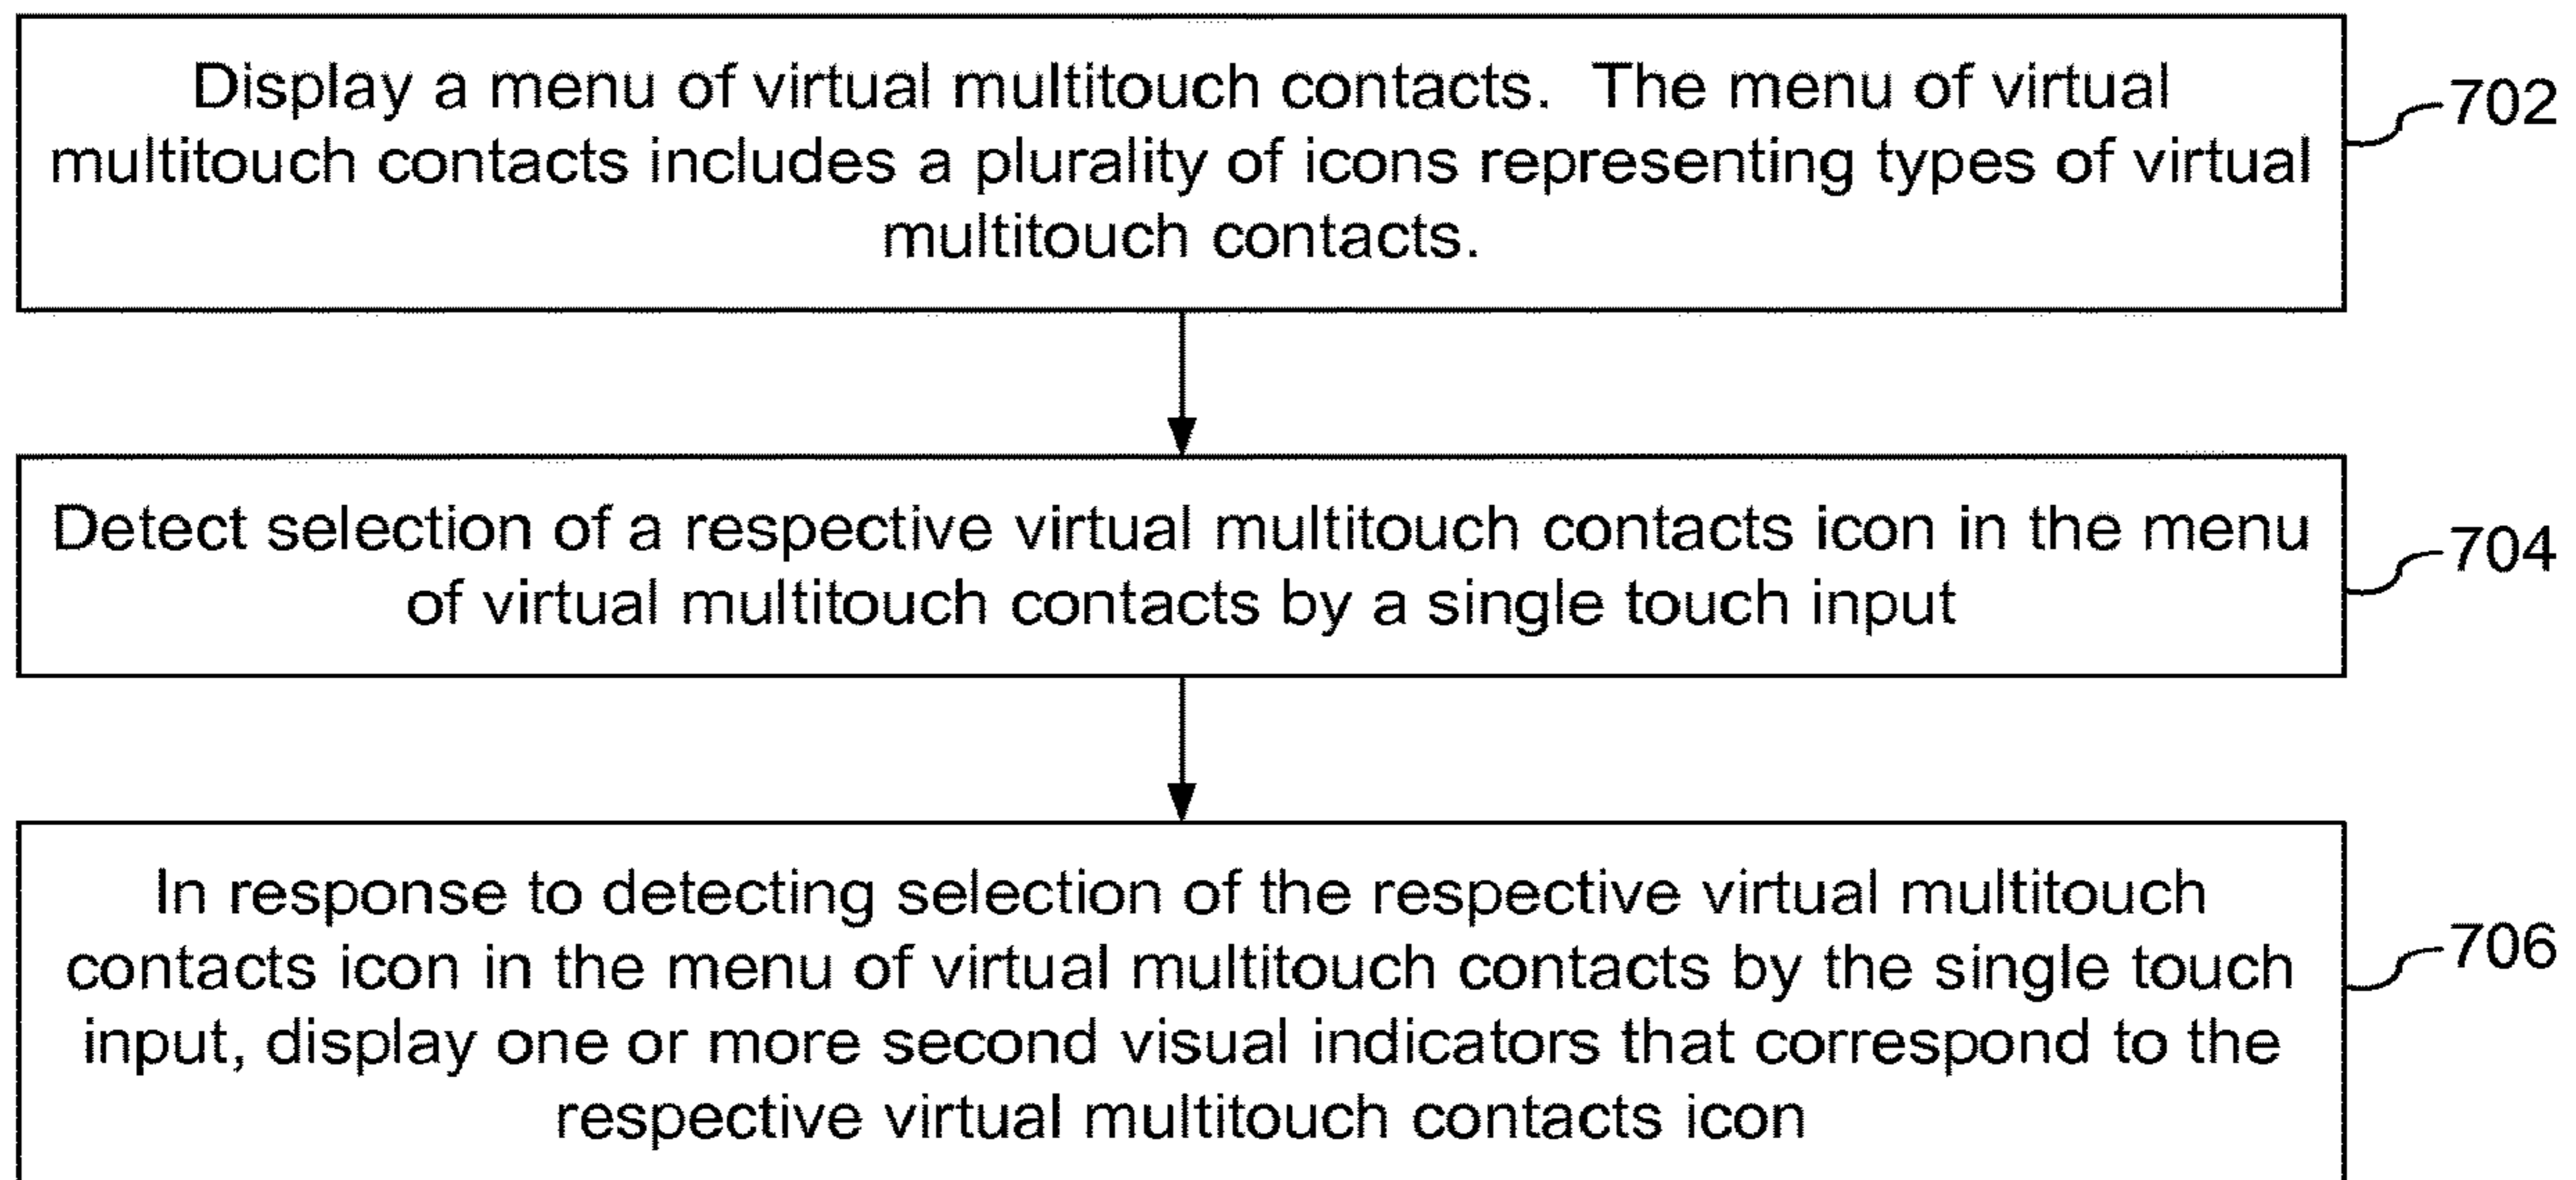 Display a menu of virtual multitouch contacts.  The menu of virtual
multitouch contacts includes a plurality of icons representing types of virtual
multitouch contacts.
702
Detect selection of a respective virtual multitouch contacts icon in the menu
of virtual multitouch contacts by a single touch input
704
In response to detecting selection of the respective virtual multitouch
contacts icon in the menu of virtual multitouch contacts by the single touch
input, display one or more second visual indicators that correspond to the
respective virtual multitouch contacts icon
706